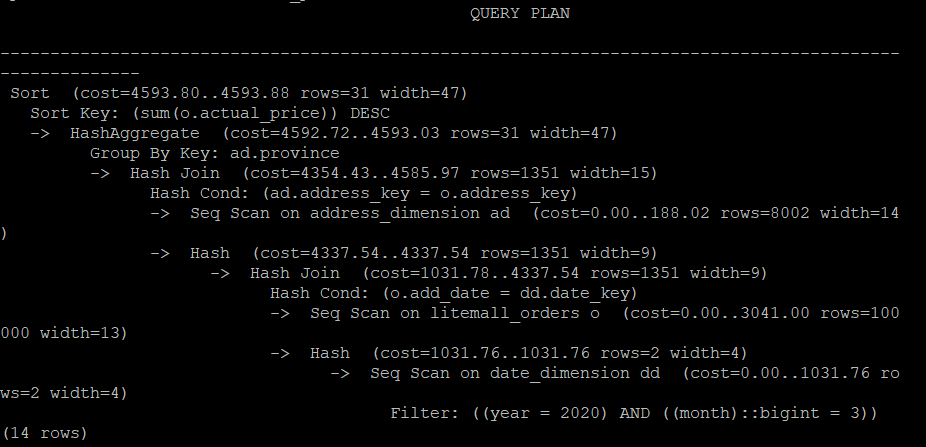 QUERY PLAN
------------------------------------------------------------------------------------------
--------------
Sort  (cost=4593.80..4593.88 rows=31 width=47)
Sort Key: (sum(o.actual_price)) DESC
->  HashAggregate  (cost=4592.72..4593.03 rows=31 width=47)
Group By Key: ad.province
->  Hash Join  (cost=4354.43..4585.97 rows=1351 width=15)
Hash Cond: (ad.address_key = o.address_key)
->  Seq Scan on address_dimension ad  (cost=0.00..188.02 rows=8002 width=14
)
->  Hash  (cost=4337.54..4337.54 rows=1351 width=9)
->  Hash Join  (cost=1031.78..4337.54 rows=1351 width=9)
Hash Cond: (o.add_date = dd.date_key)
->  Seq Scan on litemall_orders o  (cost=0.00..3041.00 rows=100
000 width=13)
->  Hash  (cost=1031.76..1031.76 rows=2 width=4)
->  Seq Scan on date_dimension dd  (cost=0.00..1031.76 ro
ws=2 width=4)
Filter: ((year = 2020) AND ((month)::bigint = 3))
(14 rows)